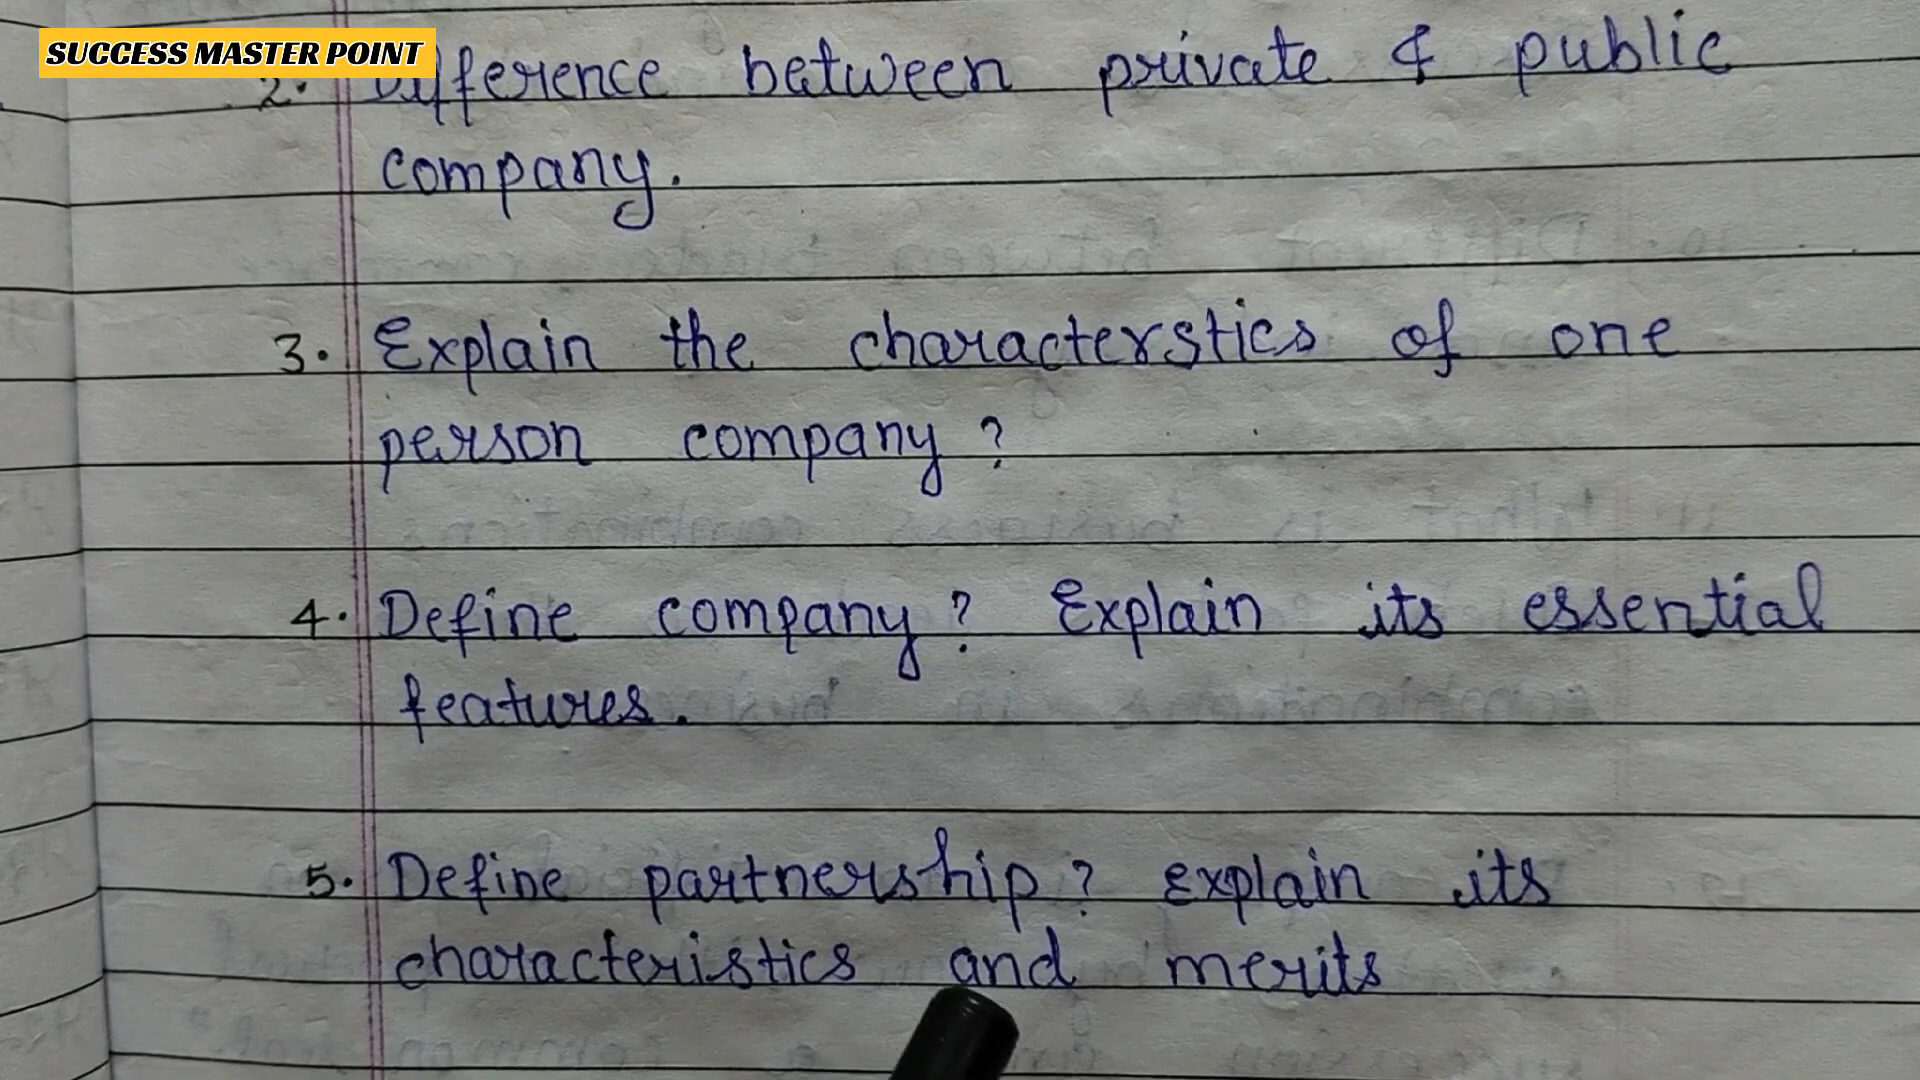 SUCCESS MASTER POINT
2. Difference between private & public
company.
3. Explain the characterstics of one
person company?
4. Define company? Explain its essential
features.
5. Define partnership? Explain its
characteristics and merits